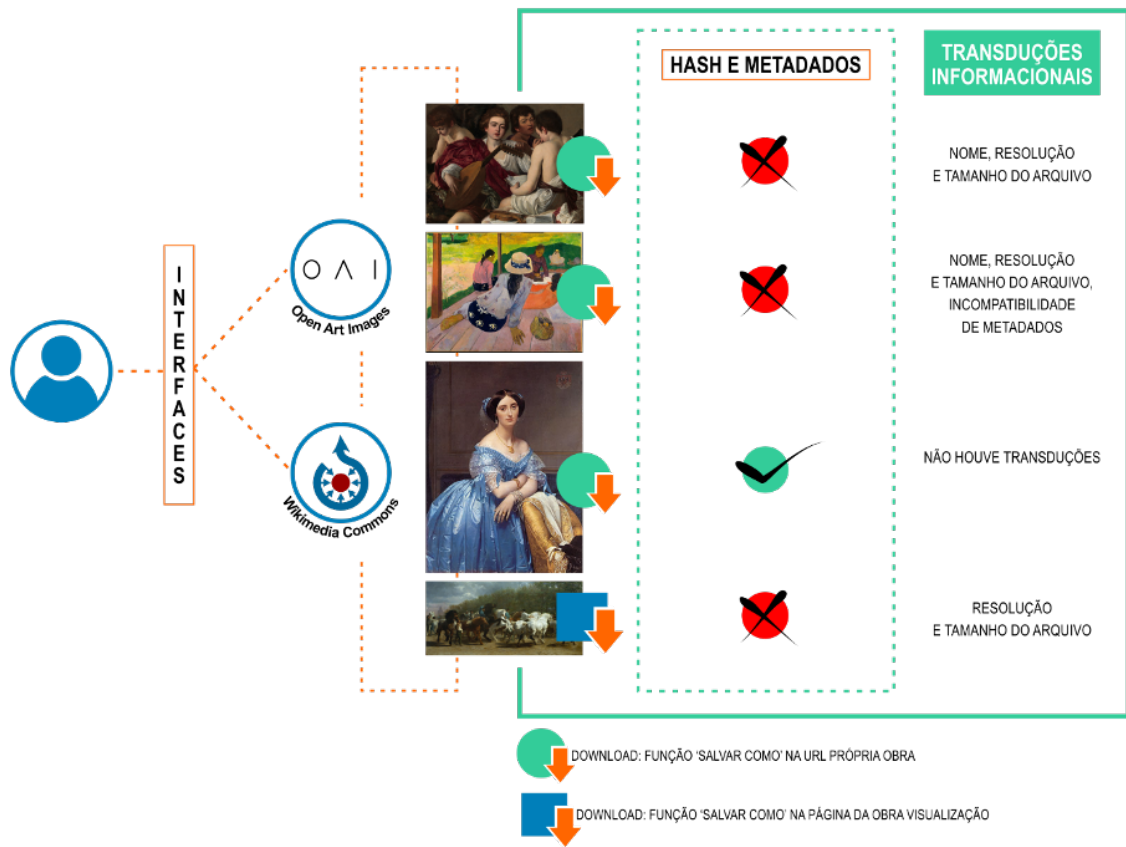 INTERFACES
O Λ I
Open Art Images
Wikimedia Commons
HASH E METADADOS
TRANSDUÇÕES
INFORMACIONAIS
NOME, RESOLUÇÃO
E TAMANHO DO ARQUIVO
NOME, RESOLUÇÃO
E TAMANHO DO ARQUIVO,
INCOMPATIBILIDADE
DE METADADOS
NÃO HOUVE TRANSDUÇÕES
RESOLUÇÃO
E TAMANHO DO ARQUIVO
DOWNLOAD: FUNÇÃO ‘SALVAR COMO’ NA URL PRÓPRIA OBRA
DOWNLOAD: FUNÇÃO ‘SALVAR COMO’ NA PÁGINA DA OBRA VISUALIZAÇÃO